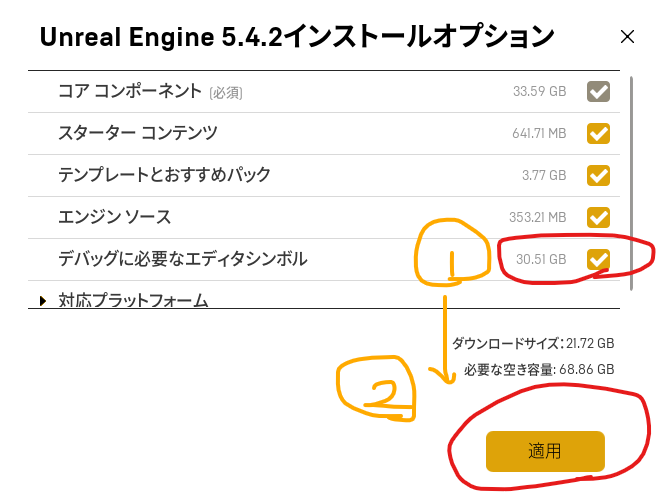 Unreal Engine 5.4.2インストールオプション
コア コンポーネント (必須) 33.59 GB
スターター コンテンツ 641.71 MB
テンプレートとおすすめパック 3.77 GB
エンジン ソース 353.21 MB
デバッグに必要なエディタシンボル 30.51 GB
1
対応プラットフォーム
ダウンロードサイズ：21.72 GB
必要な空き容量: 68.86 GB
2
適用